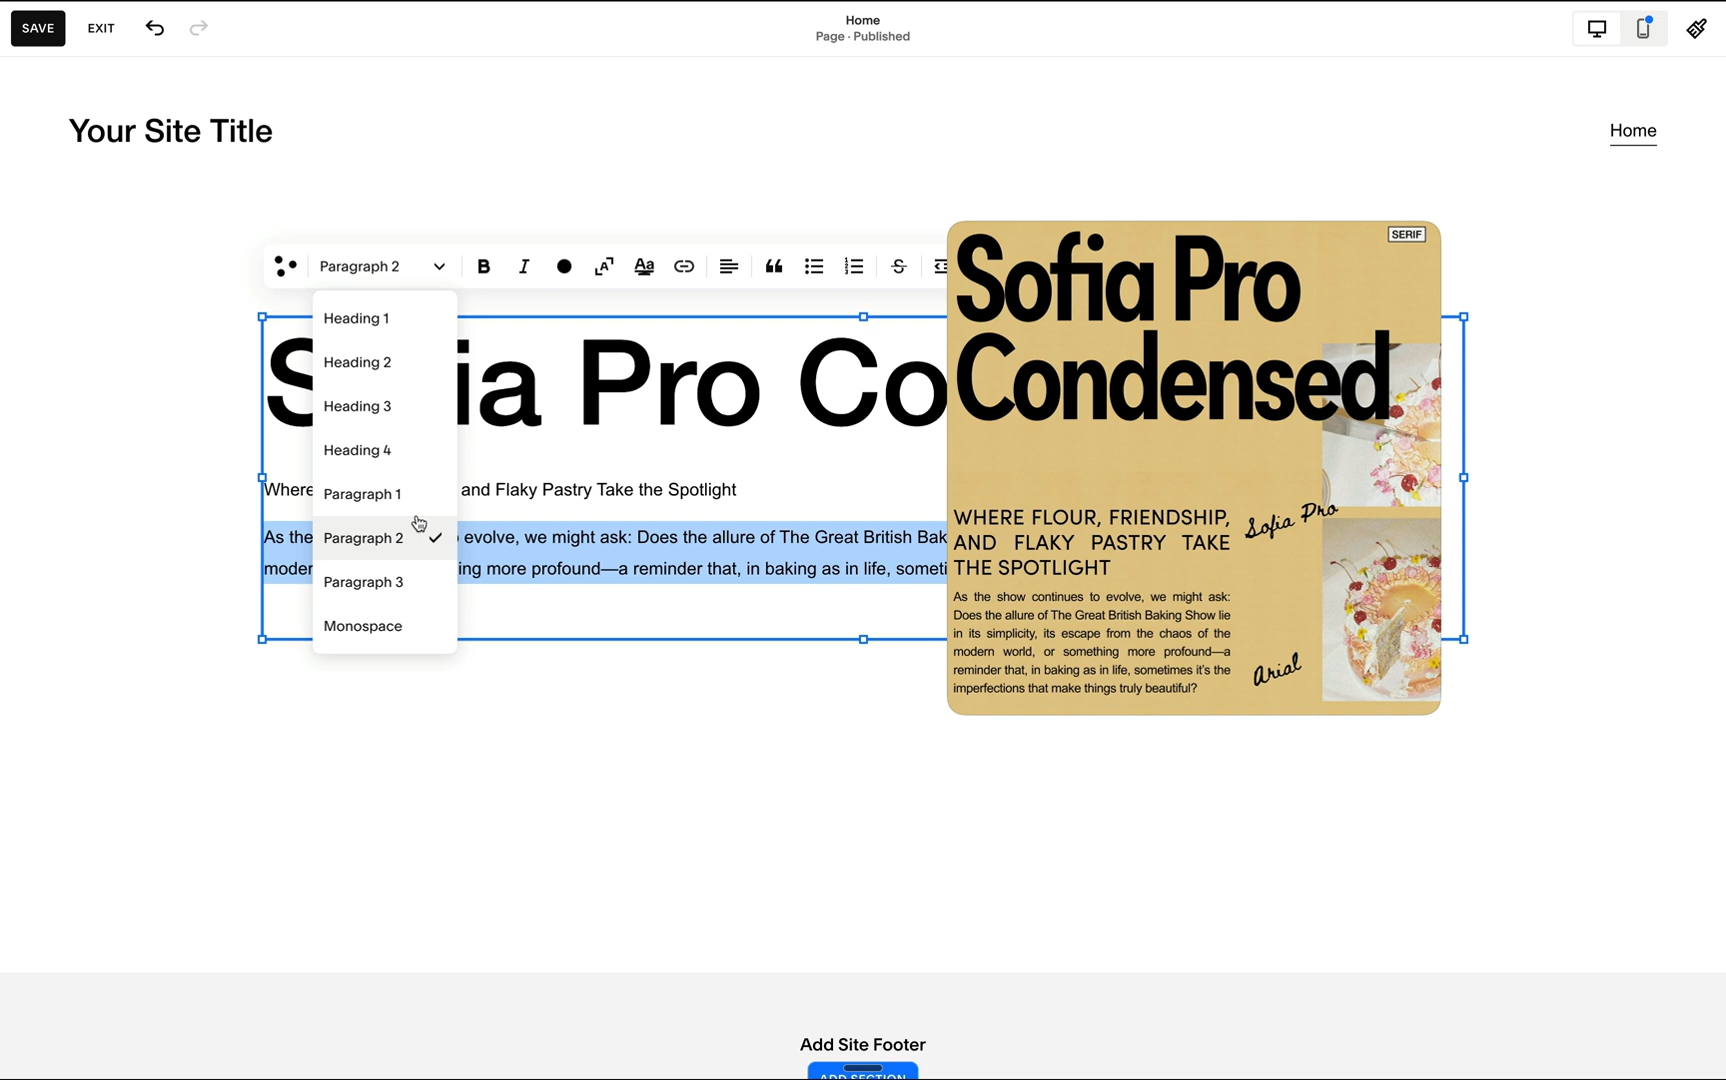 SAVE EXIT
Home
Page · Published
Your Site Title
Home
Paragraph 2
B I Aa
Heading 1
Heading 2
Heading 3
Heading 4
Paragraph 1
Paragraph 2
Paragraph 3
Monospace
S ia Pro Co
Where and Flaky Pastry Take the Spotlight
As the evolve, we might ask: Does the allure of The Great British Bak
moder ing more profound—a reminder that, in baking as in life, someti
SERIF
Sofia Pro
Condensed
WHERE FLOUR, FRIENDSHIP,
AND FLAKY PASTRY TAKE
THE SPOTLIGHT
Sofia Pro
As the show continues to evolve, we might ask:
Does the allure of The Great British Baking Show lie
in its simplicity, its escape from the chaos of the
modern world, or something more profound—a
reminder that, in baking as in life, sometimes it's the
imperfections that make things truly beautiful?
Arial
Add Site Footer
ADD SECTION